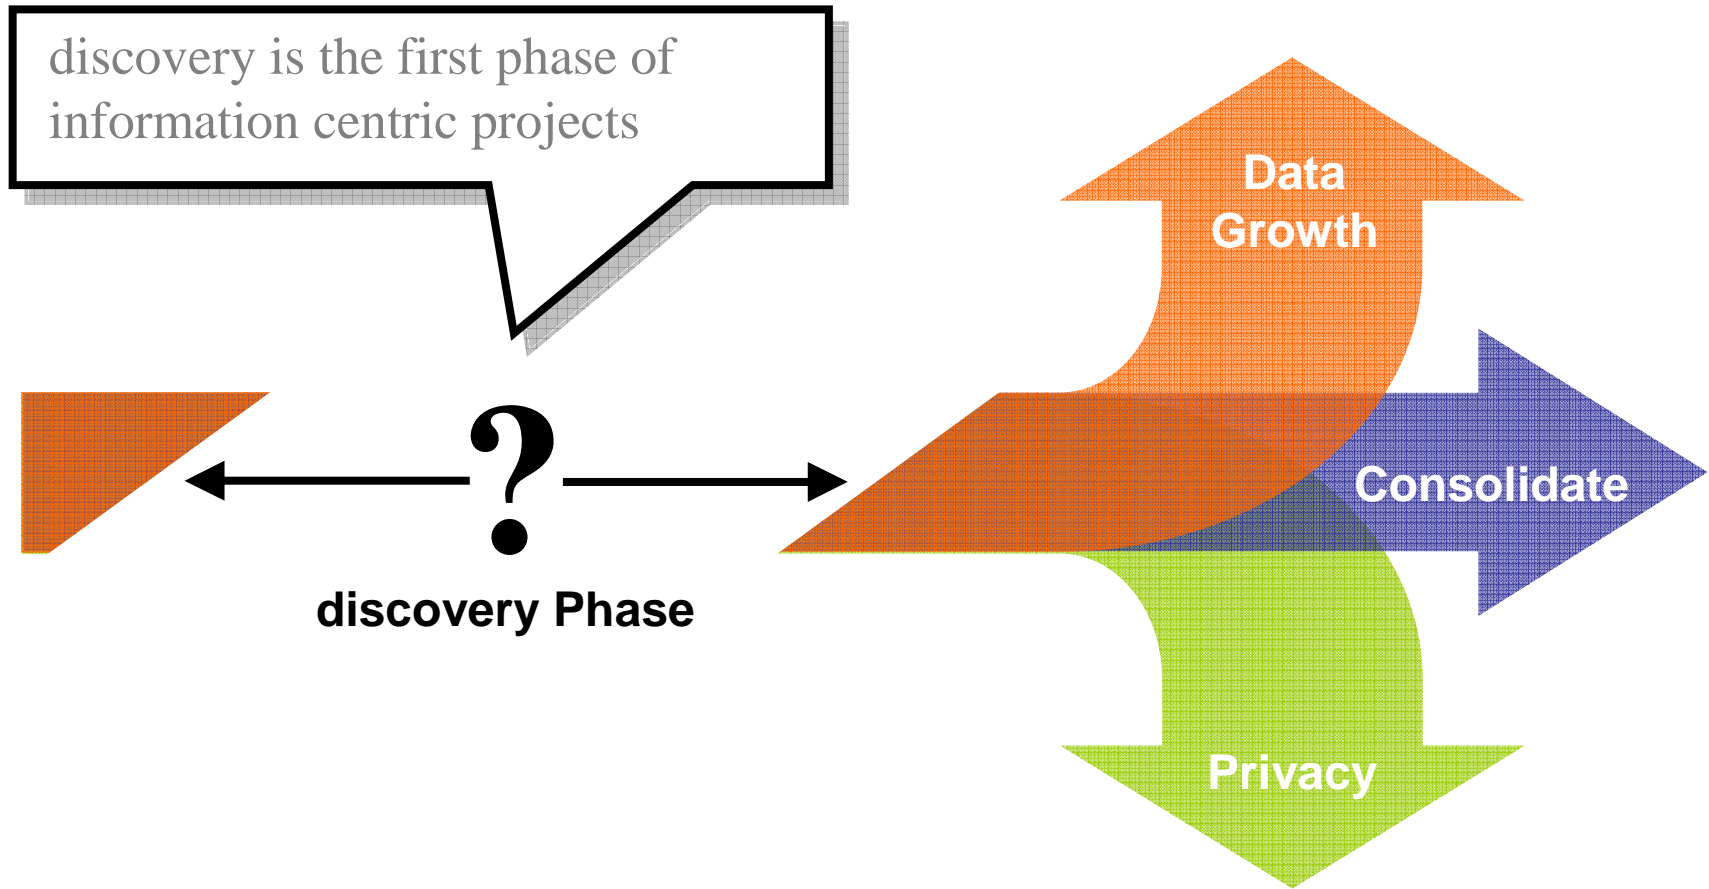 discovery is the first phase of
information centric projects
Data
Growth
Consolidate
?
discovery Phase
Privacy